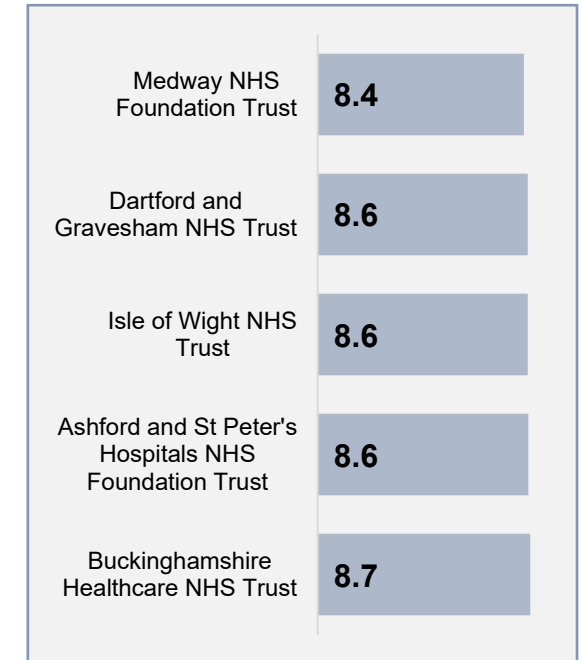 Medway NHS
Foundation Trust
8.4
Dartford and
Gravesham NHS Trust
8.6
Isle of Wight NHS
Trust
8.6
Ashford and St Peter's
Hospitals NHS
Foundation Trust
8.6
Buckinghamshire
Healthcare NHS Trust
8.7